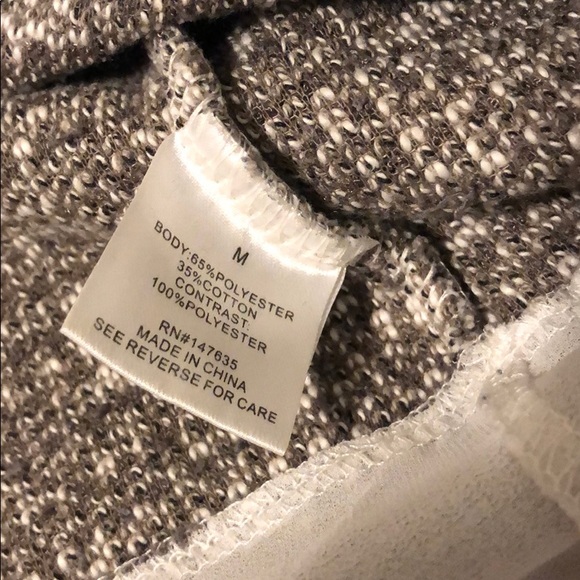 M
BODY:65%POLYESTER
35%COTTON
CONTRAST:
100%POLYESTER
RN#147635
MADE IN CHINA
SEE REVERSE FOR CARE